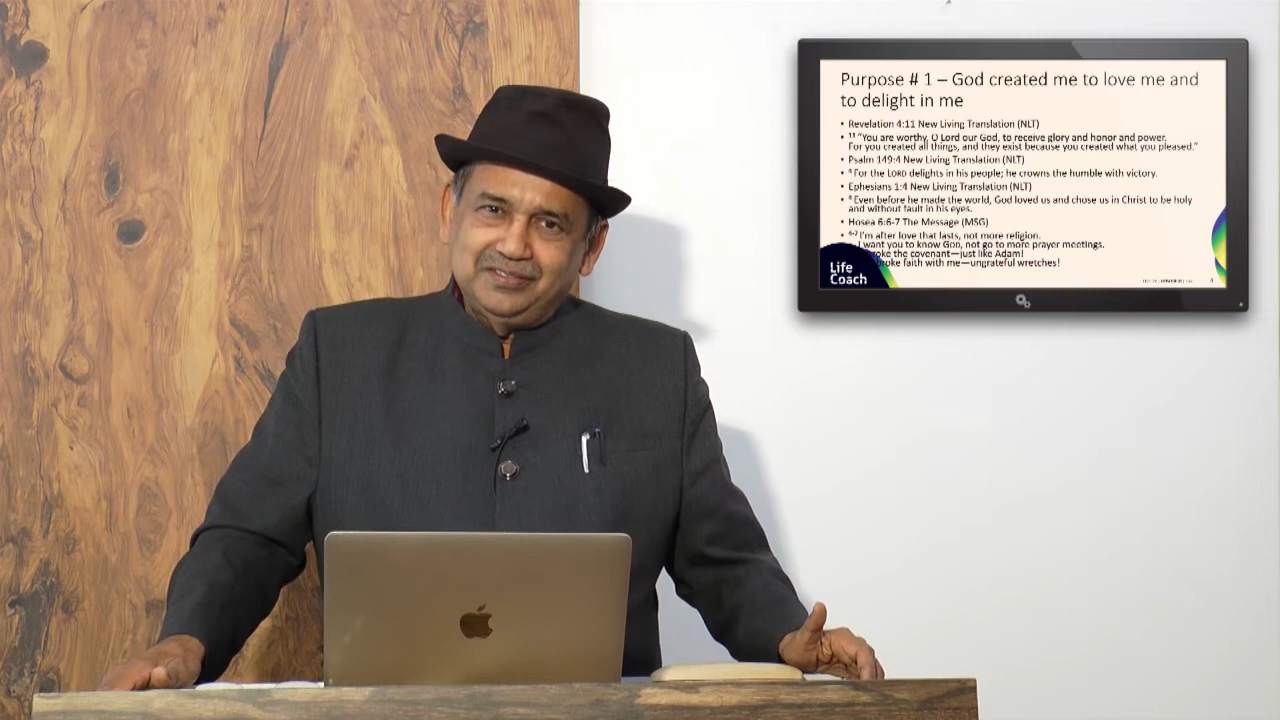 Purpose # 1 – God created me to love me and
to delight in me
• Revelation 4:11 New Living Translation (NLT)
• 11 “You are worthy, O Lord our God, to receive glory and honor and power.
For you created all things, and they exist because you created what you pleased.”
• Psalm 149:4 New Living Translation (NLT)
• 4 For the LORD delights in his people; he crowns the humble with victory.
• Ephesians 1:4 New Living Translation (NLT)
• 4 Even before he made the world, God loved us and chose us in Christ to be holy
and without fault in his eyes.
• Hosea 6:6-7 The Message (MSG)
• 6-7 I’m after love that lasts, not more religion.
I want you to know GOD, not go to more prayer meetings.
broke the covenant—just like Adam!
broke faith with me—ungrateful wretches!
Life
Coach